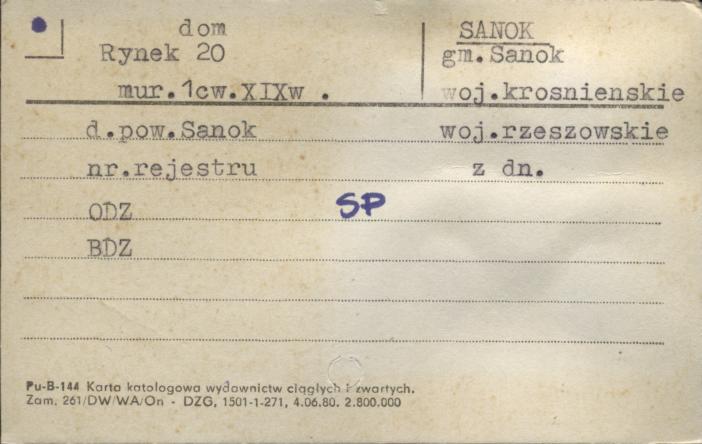 dom
Rynek 20
mur.1cw.XIXw .
SANOK
gm.Sanok
woj.krosnienskie
d.pow.Sanok
woj.rzeszowskie
nr.rejestru
z dn.
ODZ
SP
BDZ
Pu-B-144 Karta katologowa wydawnictw ciągłych i zwartych.
Zam. 261/DW/WA/On - DZG, 1501-1-271, 4.06.80. 2.800.000